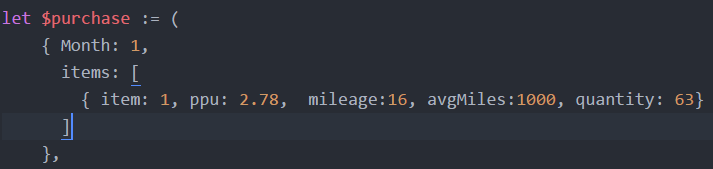 let $purchase := (
{ Month: 1,
items: [
{ item: 1, ppu: 2.78,  mileage:16, avgMiles:1000, quantity: 63}
]
},